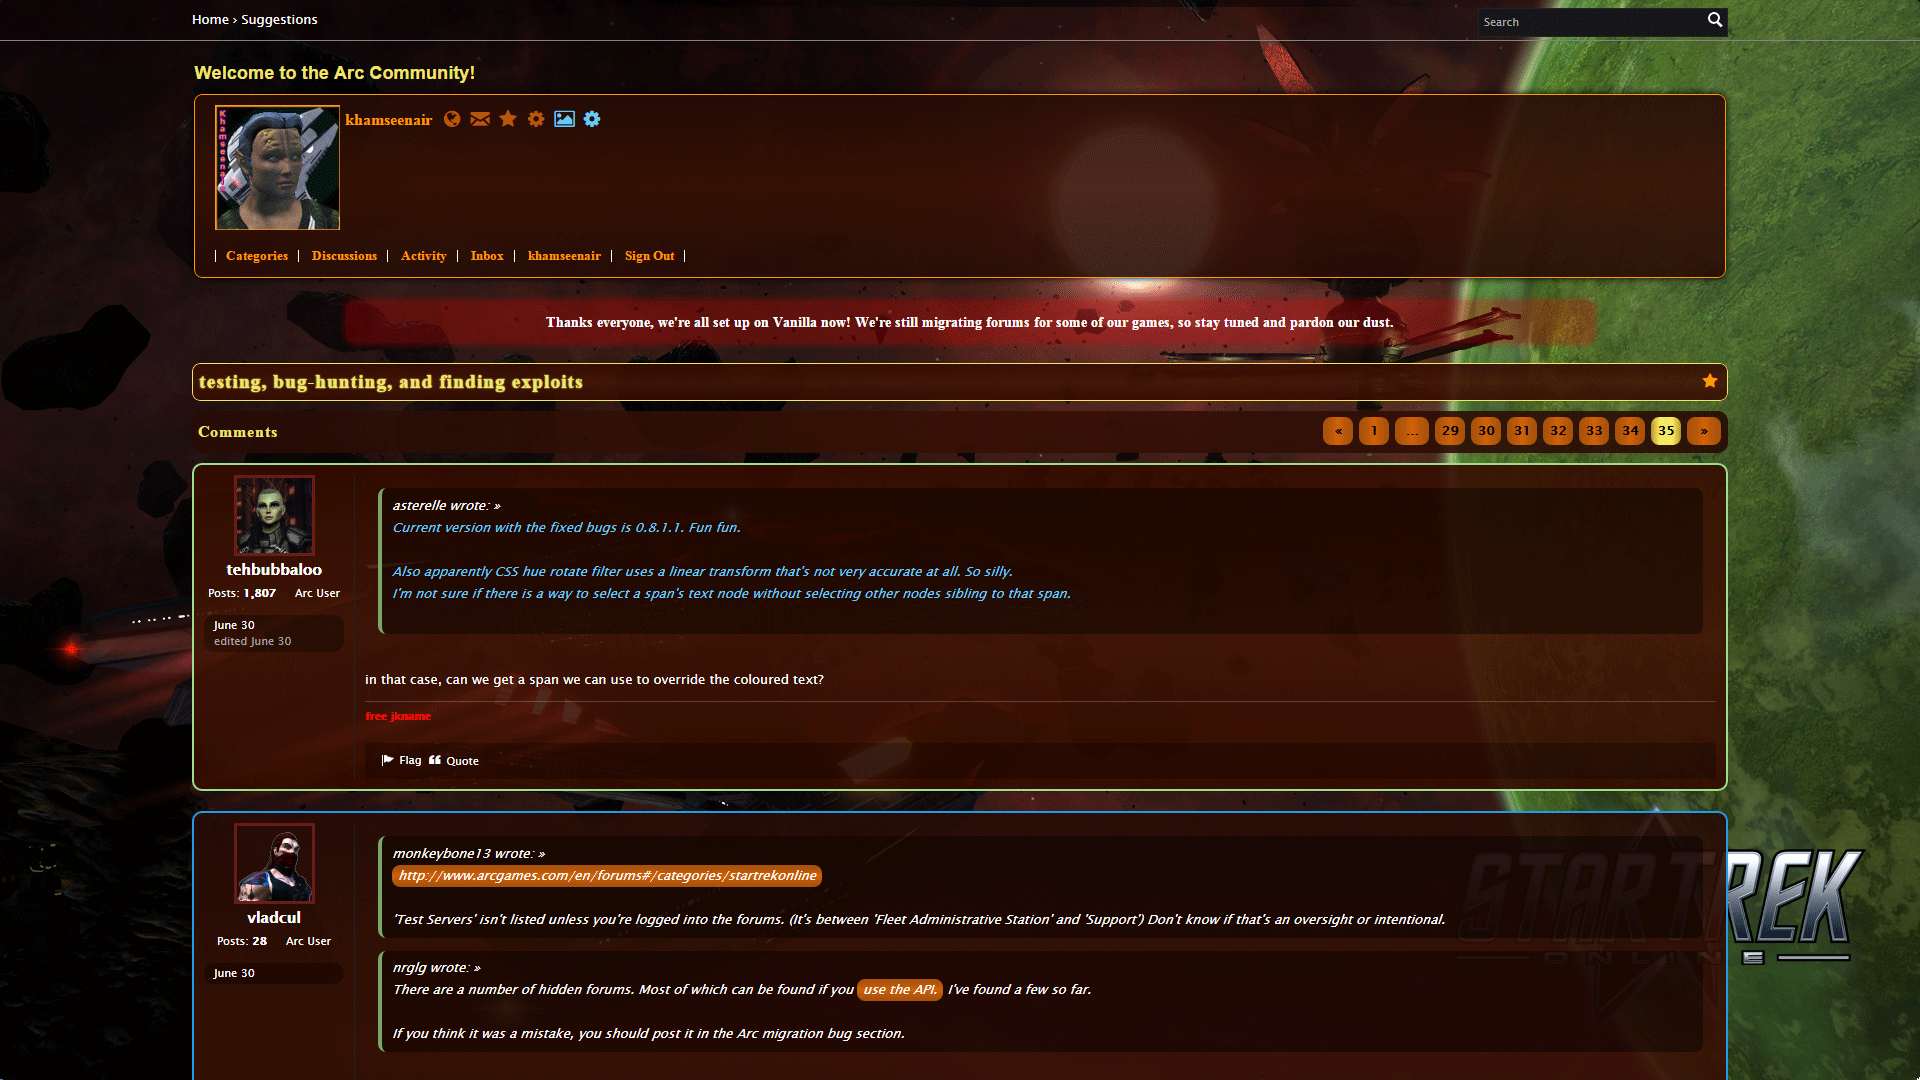 Home › Suggestions
Search
Welcome to the Arc Community!
Khamseenair
khamseenair
Categories
Discussions
Activity
Inbox
khamseenair
Sign Out
Thanks everyone, we're all set up on Vanilla now! We're still migrating forums for some of our games, so stay tuned and pardon our dust.
testing, bug-hunting, and finding exploits
Comments
« 1 ... 29 30 31 32 33 34 35 »
tehbubbaloo
Posts: 1,807 Arc User
June 30
edited June 30
asterelle wrote: »
Current version with the fixed bugs is 0.8.1.1. Fun fun.
Also apparently CSS hue rotate filter uses a linear transform that's not very accurate at all. So silly.
I'm not sure if there is a way to select a span's text node without selecting other nodes sibling to that span.
in that case, can we get a span we can use to override the coloured text?
free jkname
Flag Quote
vladcul
Posts: 28 Arc User
June 30
monkeybone13 wrote: »
http://www.arcgames.com/en/forums#/categories/startrekonline
'Test Servers' isn't listed unless you're logged into the forums. (It's between 'Fleet Administrative Station' and 'Support') Don't know if that's an oversight or intentional.
nrglg wrote: »
There are a number of hidden forums. Most of which can be found if you use the API. I've found a few so far.
If you think it was a mistake, you should post it in the Arc migration bug section.
STAR TREK
ONLINE